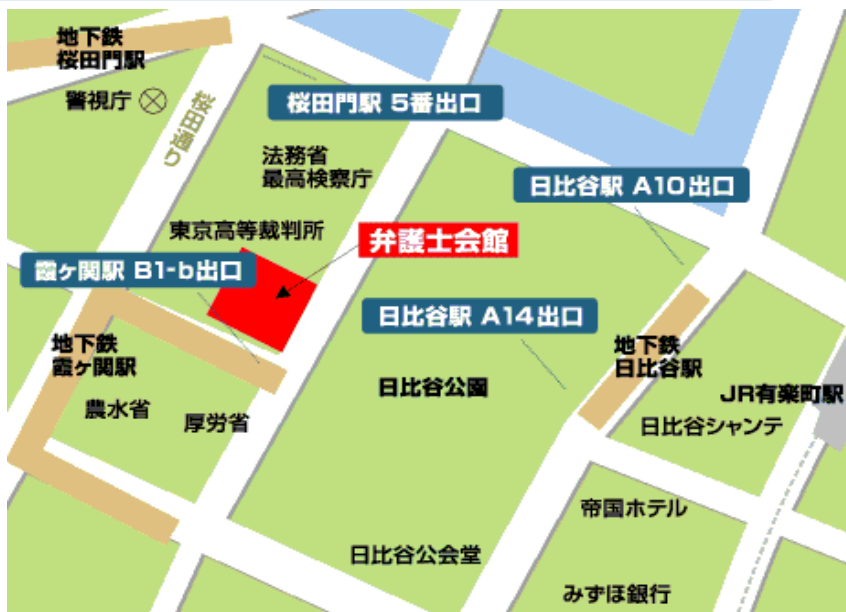 地下鉄
桜田門駅
警視庁
桜田通り
桜田門駅 5番出口
法務省
最高検察庁
日比谷駅 A10出口
東京高等裁判所
弁護士会館
霞ヶ関駅 B1-b出口
日比谷駅 A14出口
地下鉄
霞ヶ関駅
地下鉄
日比谷駅
日比谷公園
JR有楽町駅
農水省
厚労省
日比谷シャンテ
帝国ホテル
日比谷公会堂
みずほ銀行